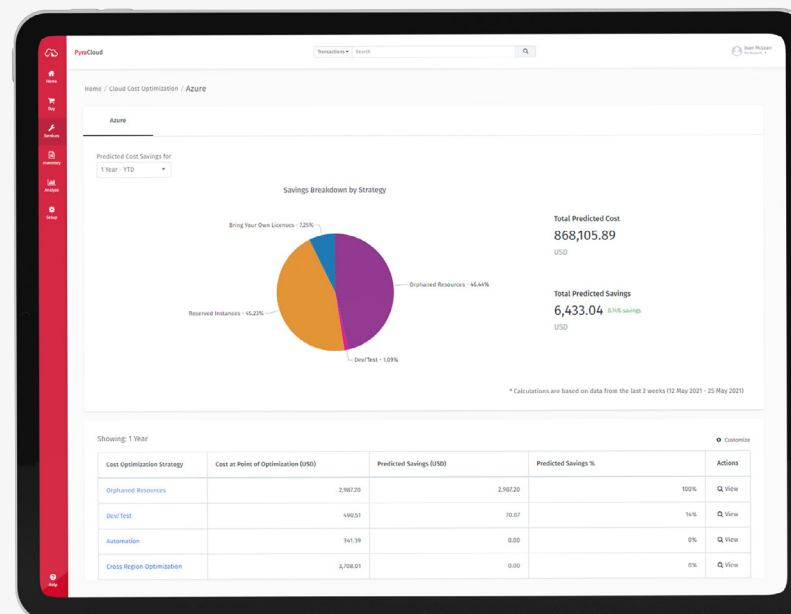 PyraCloud
Transactions Search
Juan McLean
Home / Cloud Cost Optimization / Azure
Home
Buy
Services
Inventory
Analyze
Setup
Help
Azure
Predicted Cost Savings for
1 Year - YTD
Savings Breakdown by Strategy
Bring Your Own Licenses - 7.25%
Orphaned Resources - 46.44%
Reserved Instances - 45.23%
Dev/Test - 1.09%
Total Predicted Cost
868,105.89
USD
Total Predicted Savings
6,433.04 0.74% savings
USD
* Calculations are based on data from the last 2 weeks (12 May 2021 - 25 May 2021)
Showing: 1 Year
Customize
Cost Optimization Strategy Cost at Point of Optimization (USD) Predicted Savings (USD) Predicted Savings % Actions
Orphaned Resources 2,987.20 2,987.20 100% View
Dev/Test 490.51 70.07 14% View
Automation 341.39 0.00 0% View
Cross Region Optimization 2,708.01 0.00 0% View